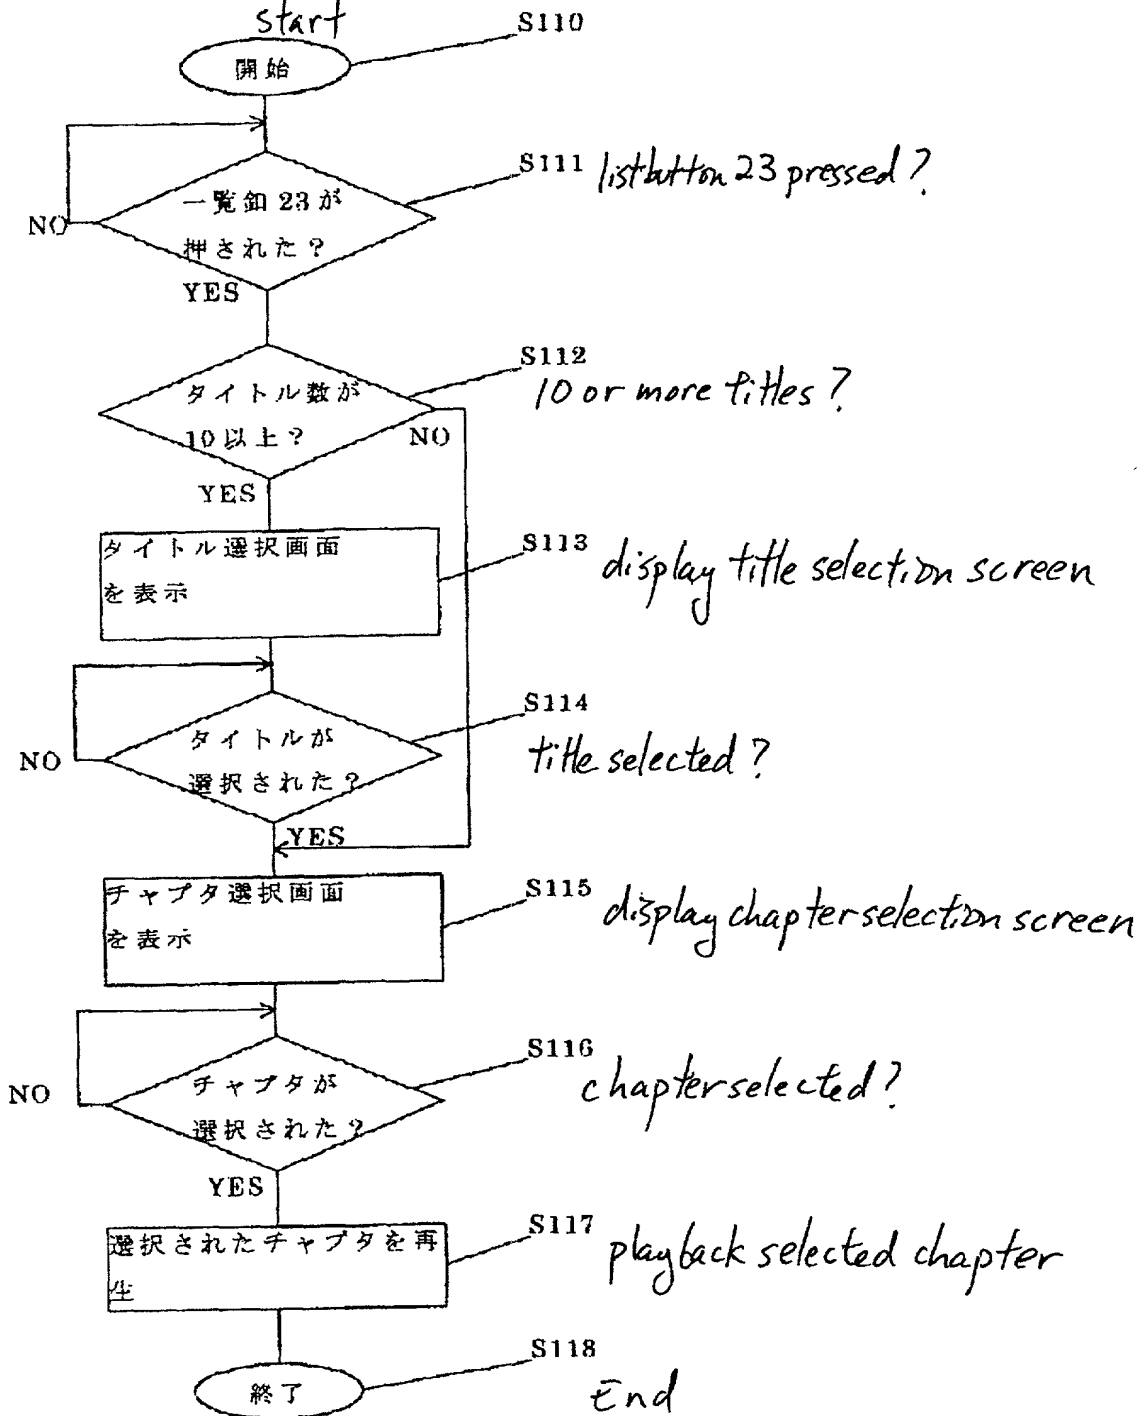 start
S110
開始
S111 list button 23 pressed?
一覧釦23が
押された?
NO
YES
S112
10 or more titles?
タイトル数が
10以上?
NO
YES
S113 display title selection screen
タイトル選択画面
を表示
S114
title selected?
タイトルが
選択された?
NO
YES
S115 display chapter selection screen
チャプタ選択画面
を表示
S116
chapter selected?
チャプタが
選択された?
NO
YES
S117 playback selected chapter
選択されたチャプタを再
生
S118
End
終了